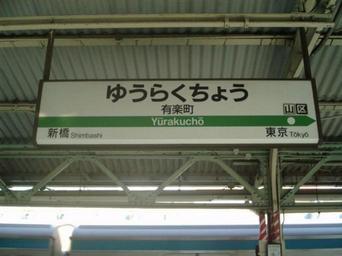 ゆうらくちょう
有楽町
山 区
Yūrakuchō
新橋 Shimbashi
東京 Tōkyō